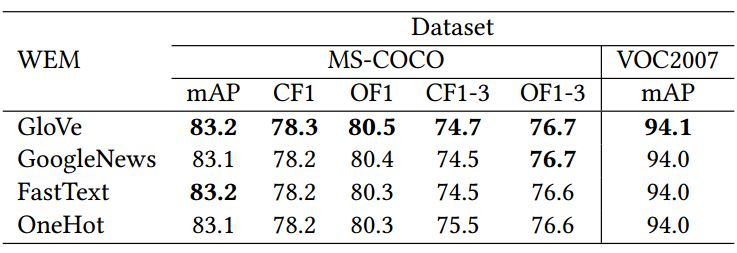 Dataset
WEM MS-COCO VOC2007
mAP CF1 OF1 CF1-3 OF1-3 mAP
GloVe 83.2 78.3 80.5 74.7 76.7 94.1
GoogleNews 83.1 78.2 80.4 74.5 76.7 94.0
FastText 83.2 78.2 80.3 74.5 76.6 94.0
OneHot 83.1 78.2 80.3 75.5 76.6 94.0